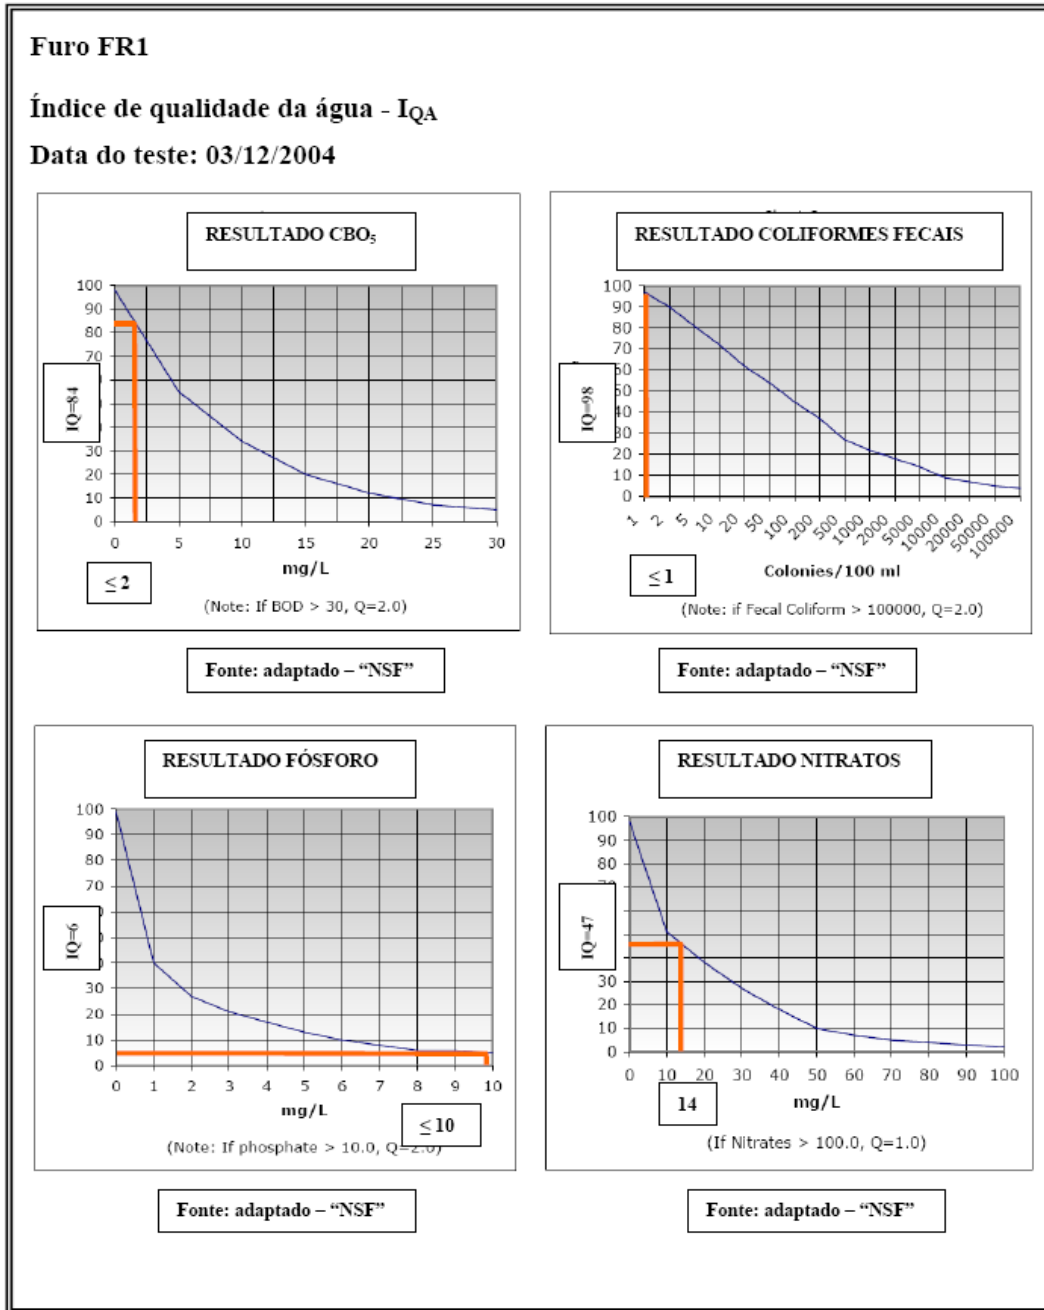 Furo FR1
Índice de qualidade da água - IQA
Data do teste: 03/12/2004
RESULTADO CBO5
100
90
80
70
30
20
10
0
IQ=84
0 5 10 15 20 25 30
mg/L
≤ 2
(Note: If BOD > 30, Q=2.0)
Fonte: adaptado – “NSF”
RESULTADO COLIFORMES FECAIS
100
90
80
70
60
50
40
30
20
10
0
IQ=98
1 2 5 10 20 50 100 200 500 1000 2000 5000 10000 20000 50000 100000
Colonies/100 ml
≤ 1
(Note: if Fecal Coliform > 100000, Q=2.0)
Fonte: adaptado – “NSF”
RESULTADO FÓSFORO
100
90
80
70
30
20
10
0
IQ=6
0 1 2 3 4 5 6 7 8 9 10
mg/L
≤ 10
(Note: If phosphate > 10.0, Q=2.0)
Fonte: adaptado – “NSF”
RESULTADO NITRATOS
100
90
80
70
30
20
10
0
IQ=47
0 10 20 30 40 50 60 70 80 90 100
14
mg/L
(If Nitrates > 100.0, Q=1.0)
Fonte: adaptado – “NSF”